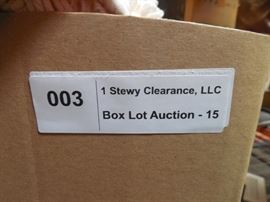 003
1 Stewy Clearance, LLC
Box Lot Auction - 15